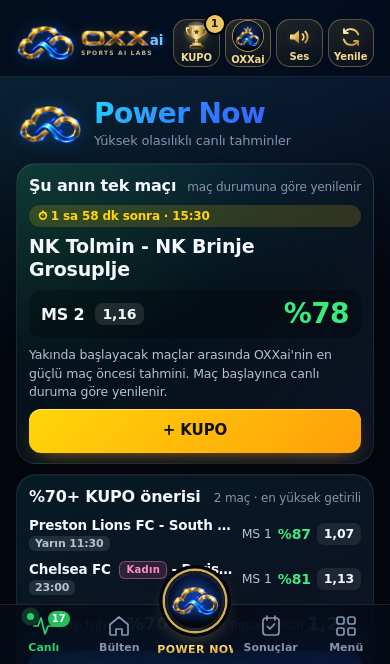 OXX ai
SPORTS AI LABS
1
KUPO
OXXai
Ses
Yenile
Power Now
Yüksek olasılıklı canlı tahminler
Şu anın tek maçı
maç durumuna göre yenilenir
1 sa 58 dk sonra · 15:30
NK Tolmin - NK Brinje
Grosuplje
MS 2
1,16
%78
Yakında başlayacak maçlar arasında OXXai'nin en
güçlü maç öncesi tahmini. Maç başlayınca canlı
duruma göre yenilenir.
+ KUPO
%70+ KUPO önerisi
2 maç · en yüksek getirili
Preston Lions FC - South ...
MS 1 %87 1,07
Yarın 11:30
Chelsea FC Kadın
MS 1 %81 1,13
23:00
17
Canlı
Bülten
POWER NOW
Sonuçlar
Menü